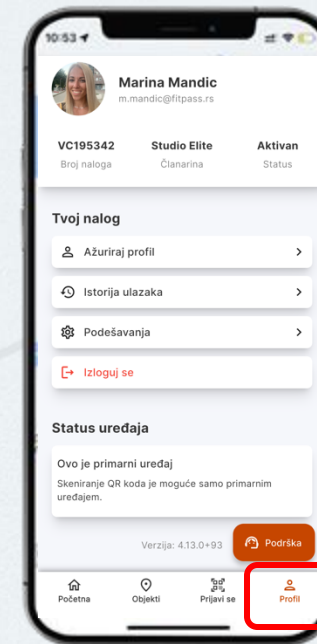 10:53
Marina Mandic
m.mandic@fitpass.rs
VC195342 Studio Elite Aktivan
Broj naloga Članarina Status
Tvoj nalog
Ažuriraj profil
Istorija ulazaka
Podešavanja
Izloguj se
Status uređaja
Ovo je primarni uređaj
Skeniranje QR koda je moguće samo primarnim
uređajem.
Verzija: 4.13.0+93
Podrška
Početna Objekti Prijavi se Profil